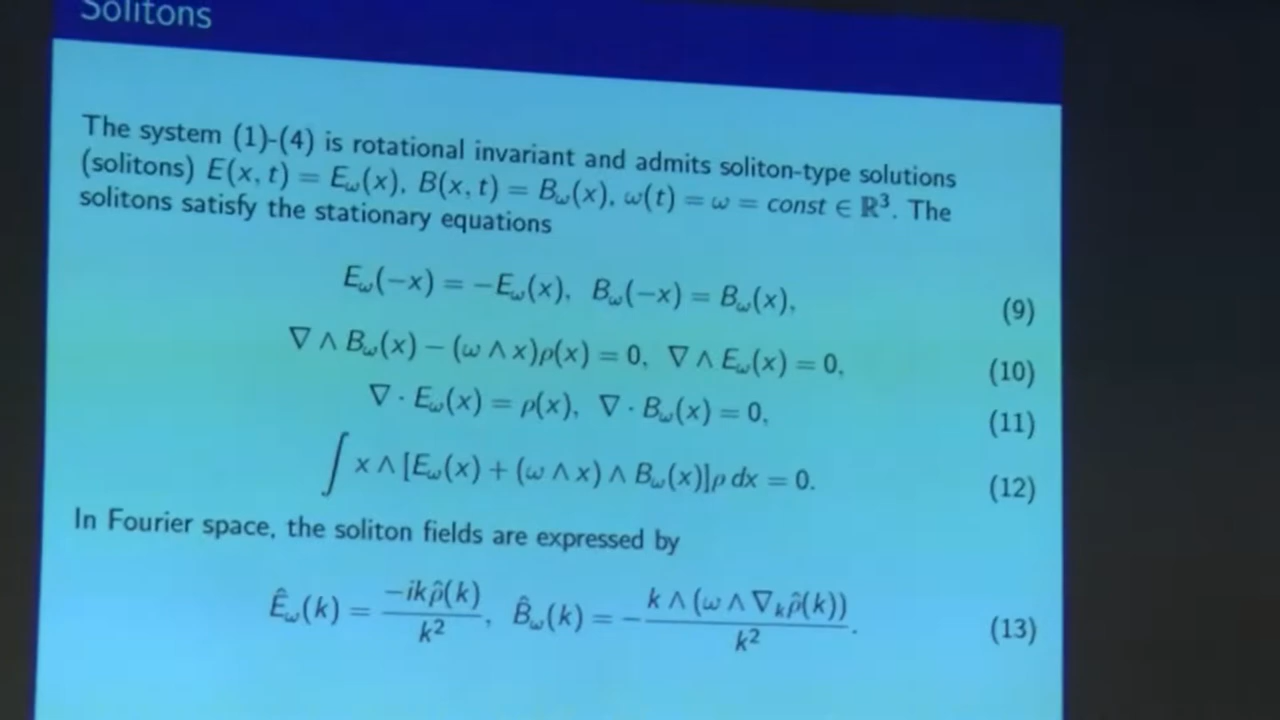 Solitons
The system (1)-(4) is rotational invariant and admits soliton-type solutions
(solitons) E(x, t) = E_ω(x), B(x, t) = B_ω(x), ω(t) = ω = const ∈ ℝ³. The
solitons satisfy the stationary equations
E_ω(−x) = −E_ω(x), B_ω(−x) = B_ω(x), (9)
∇ ∧ B_ω(x) − (ω ∧ x)ρ(x) = 0, ∇ ∧ E_ω(x) = 0, (10)
∇ · E_ω(x) = ρ(x), ∇ · B_ω(x) = 0, (11)
∫ x ∧ [E_ω(x) + (ω ∧ x) ∧ B_ω(x)]ρ dx = 0. (12)
In Fourier space, the soliton fields are expressed by
Ê_ω(k) = −ikρ̂(k) / k², B̂_ω(k) = − k ∧ (ω ∧ ∇_kρ̂(k)) / k². (13)